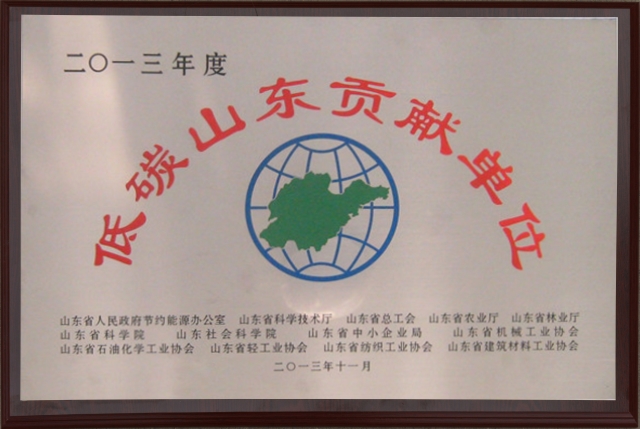 二〇一三年度
低碳山东贡献单位
山东省人民政府节约能源办公室 山东省科学技术厅 山东省总工会 山东省农业厅 山东省林业厅
山东省科学院 山东社会科学院 山东省中小企业局 山东省机械工业协会
山东省石油化学工业协会 山东省轻工业协会 山东省纺织工业协会 山东省建筑材料工业协会
二〇一三年十一月